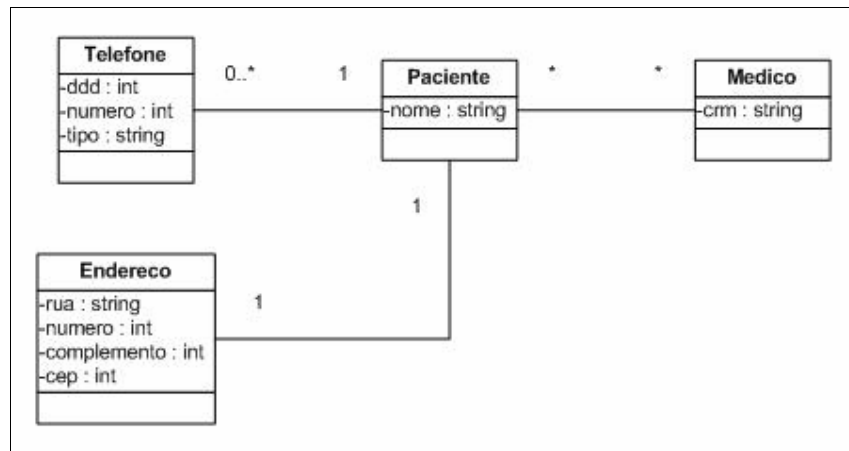 Telefone
-ddd : int
-numero : int
-tipo : string
0..*
1
Paciente
-nome : string
*
*
Medico
-crm : string
1
Endereco
-rua : string
-numero : int
-complemento : int
-cep : int
1